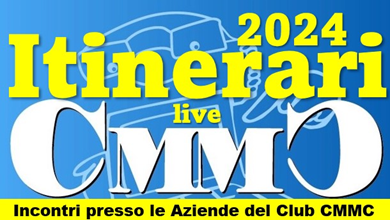 2024
Itinerari
live
CMMC
Incontri presso le Aziende del Club CMMC